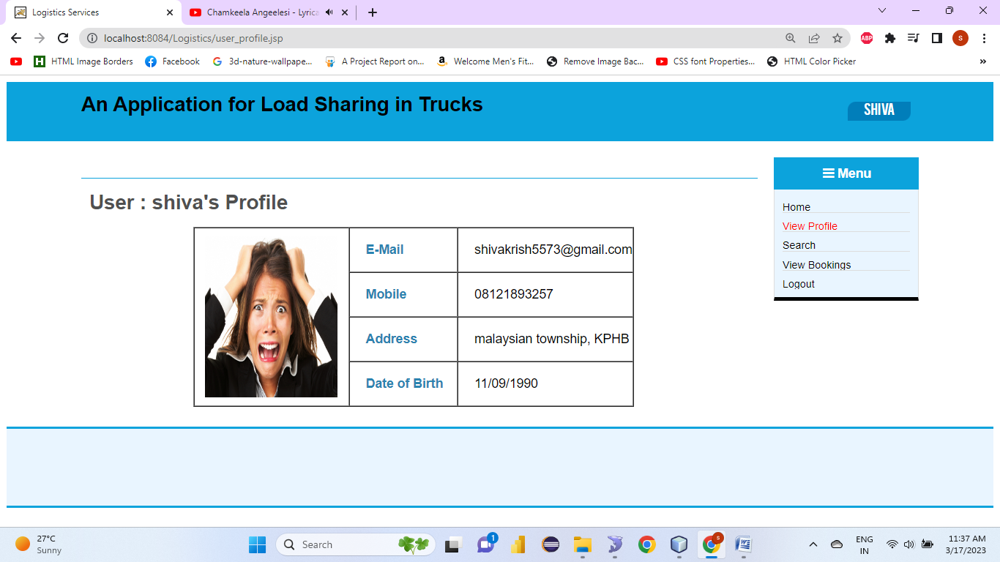 Logistics Services
Chamkeela Angeelesi - Lyrica
localhost:8084/Logistics/user_profile.jsp
ABP
s
HTML Image Borders
Facebook
3d-nature-wallpape...
A Project Report on...
Welcome Men's Fit...
Remove Image Bac...
CSS font Properties...
HTML Color Picker
An Application for Load Sharing in Trucks
SHIVA
Menu
Home
View Profile
Search
View Bookings
Logout
User : shiva's Profile
E-Mail shivakrish5573@gmail.com
Mobile 08121893257
Address malaysian township, KPHB
Date of Birth 11/09/1990
27°C
Sunny
Search
1
s
ENG
IN
11:37 AM
3/17/2023